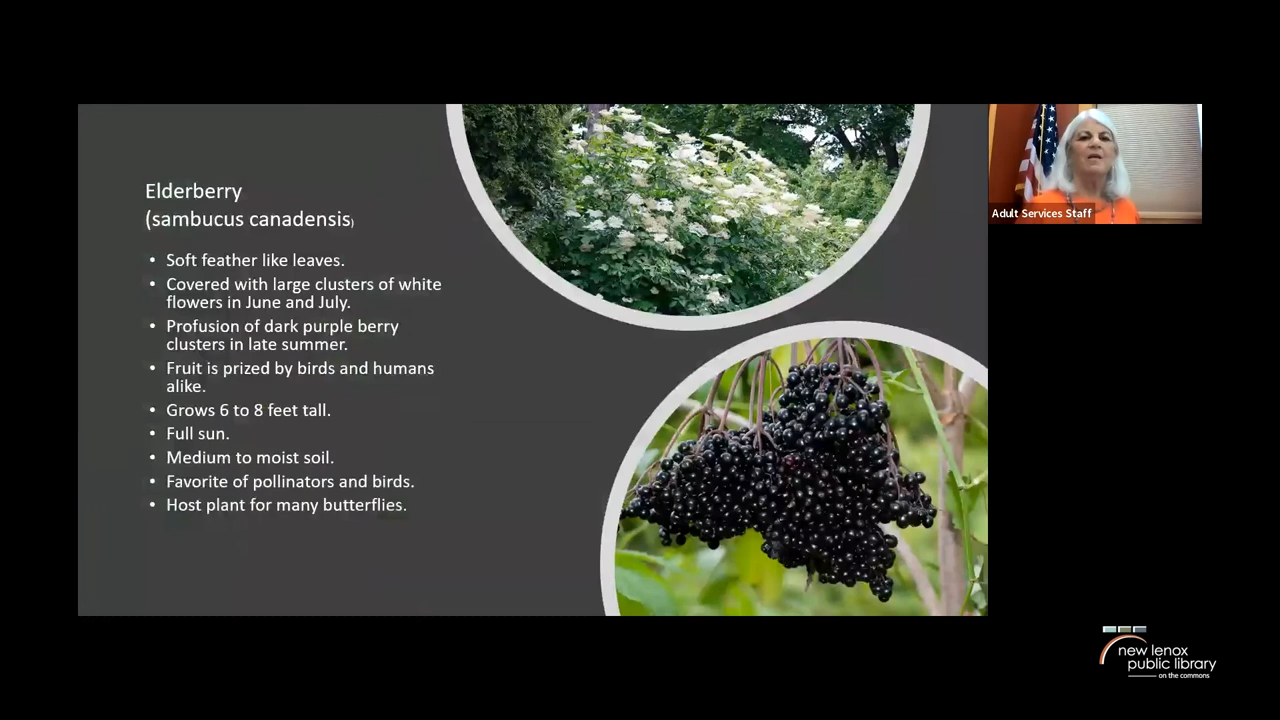 Elderberry
(sambucus canadensis)
• Soft feather like leaves.
• Covered with large clusters of white
flowers in June and July.
• Profusion of dark purple berry
clusters in late summer.
• Fruit is prized by birds and humans
alike.
• Grows 6 to 8 feet tall.
• Full sun.
• Medium to moist soil.
• Favorite of pollinators and birds.
• Host plant for many butterflies.
Adult Services Staff
new lenox
public library
on the commons